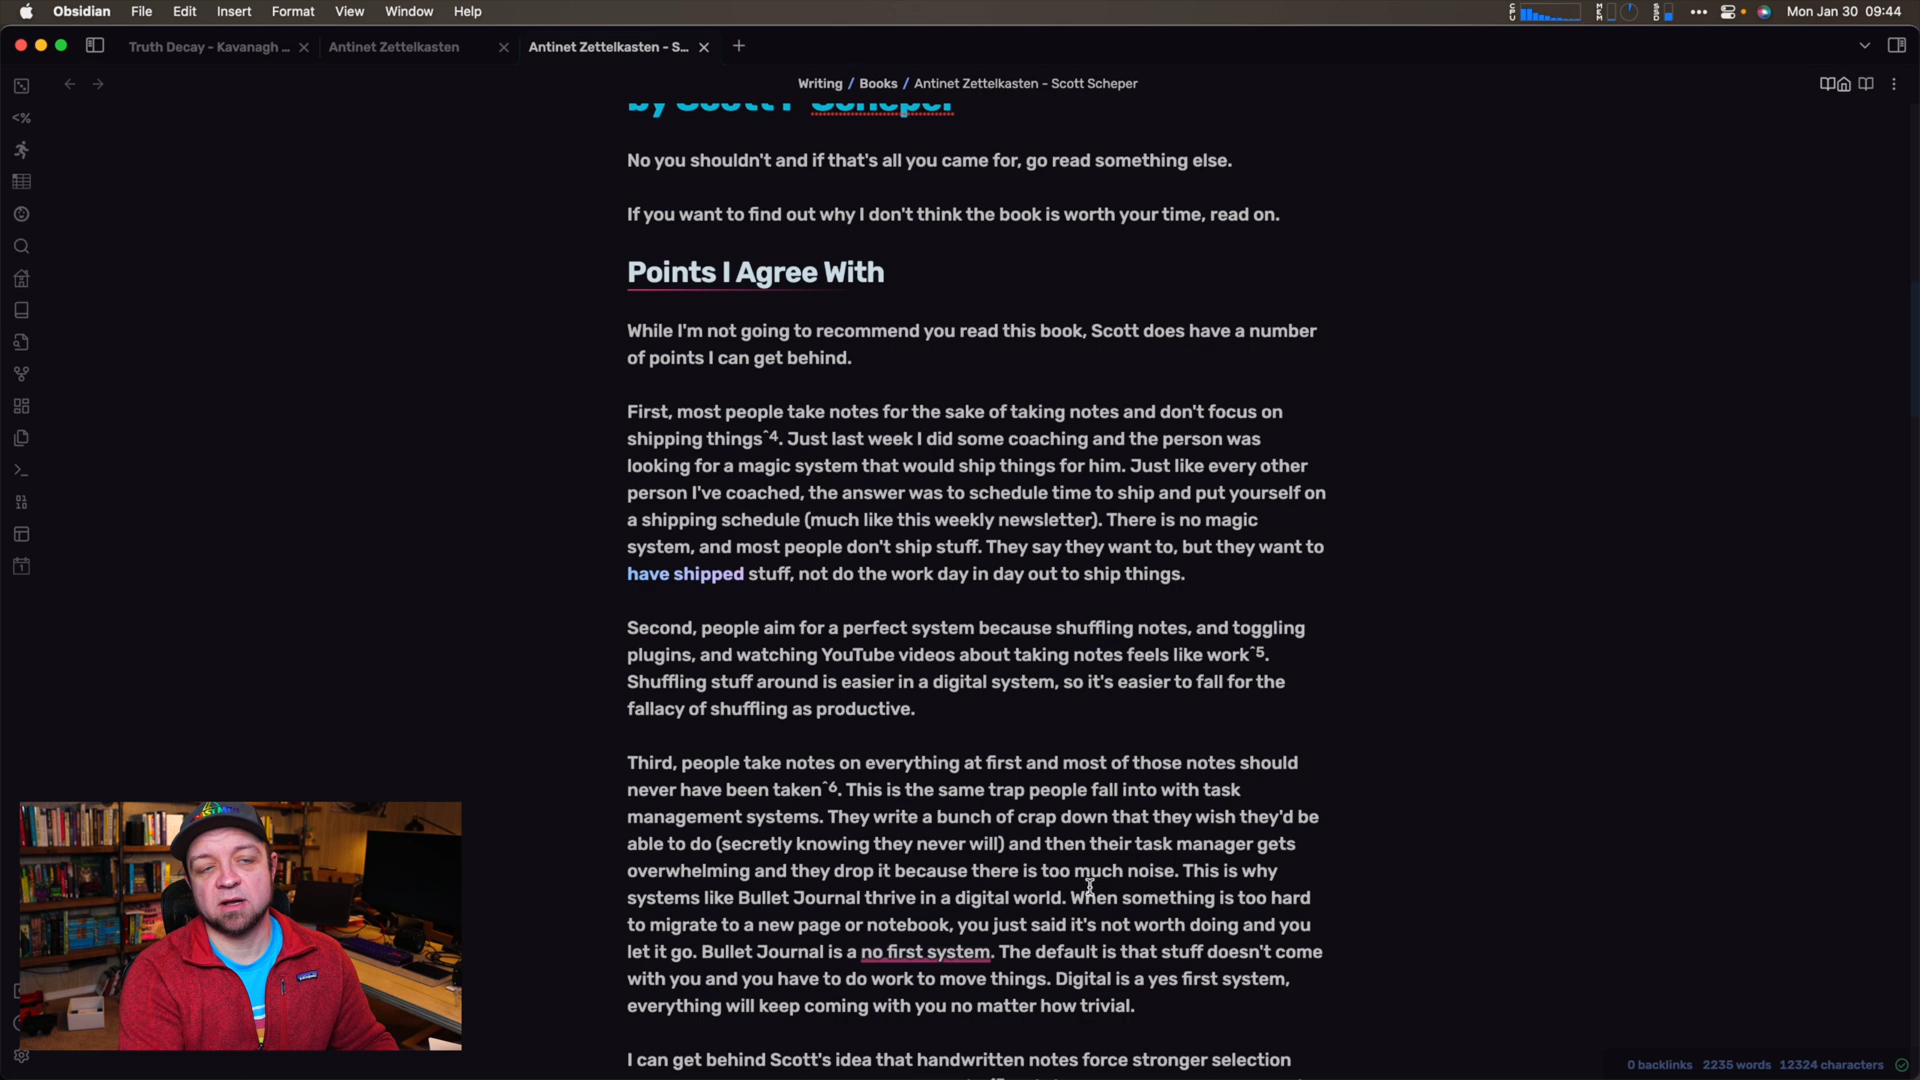 Obsidian File Edit Insert Format View Window Help
CPU MEM SSD Mon Jan 30 09:44
Truth Decay - Kavanagh ... Antinet Zettelkasten Antinet Zettelkasten - S...
Writing / Books / Antinet Zettelkasten - Scott Scheper
by Scott P Scheper
No you shouldn't and if that's all you came for, go read something else.
If you want to find out why I don't think the book is worth your time, read on.
Points I Agree With
While I'm not going to recommend you read this book, Scott does have a number
of points I can get behind.
First, most people take notes for the sake of taking notes and don't focus on
shipping things^4. Just last week I did some coaching and the person was
looking for a magic system that would ship things for him. Just like every other
person I've coached, the answer was to schedule time to ship and put yourself on
a shipping schedule (much like this weekly newsletter). There is no magic
system, and most people don't ship stuff. They say they want to, but they want to
have shipped stuff, not do the work day in day out to ship things.
Second, people aim for a perfect system because shuffling notes, and toggling
plugins, and watching YouTube videos about taking notes feels like work^5.
Shuffling stuff around is easier in a digital system, so it's easier to fall for the
fallacy of shuffling as productive.
Third, people take notes on everything at first and most of those notes should
never have been taken^6. This is the same trap people fall into with task
management systems. They write a bunch of crap down that they wish they'd be
able to do (secretly knowing they never will) and then their task manager gets
overwhelming and they drop it because there is too much noise. This is why
systems like Bullet Journal thrive in a digital world. When something is too hard
to migrate to a new page or notebook, you just said it's not worth doing and you
let it go. Bullet Journal is a no first system. The default is that stuff doesn't come
with you and you have to do work to move things. Digital is a yes first system,
everything will keep coming with you no matter how trivial.
I can get behind Scott's idea that handwritten notes force stronger selection
0 backlinks 2235 words 12324 characters